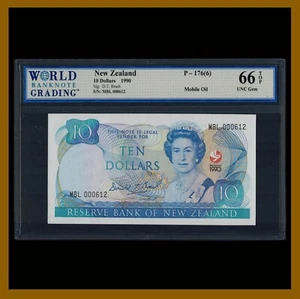 WORLD
BANKNOTE
GRADING
New Zealand
10 Dollars 1990
Sig. D.T. Brash
S/N: MBL 000612
P - 176(6)
Mobile Oil
66 TOP
UNC Gem
10
THIS NOTE IS LEGAL
TENDER FOR
TEN
DOLLARS
MBL 000612
MBL 000612
1990
10
RESERVE BANK OF NEW ZEALAND